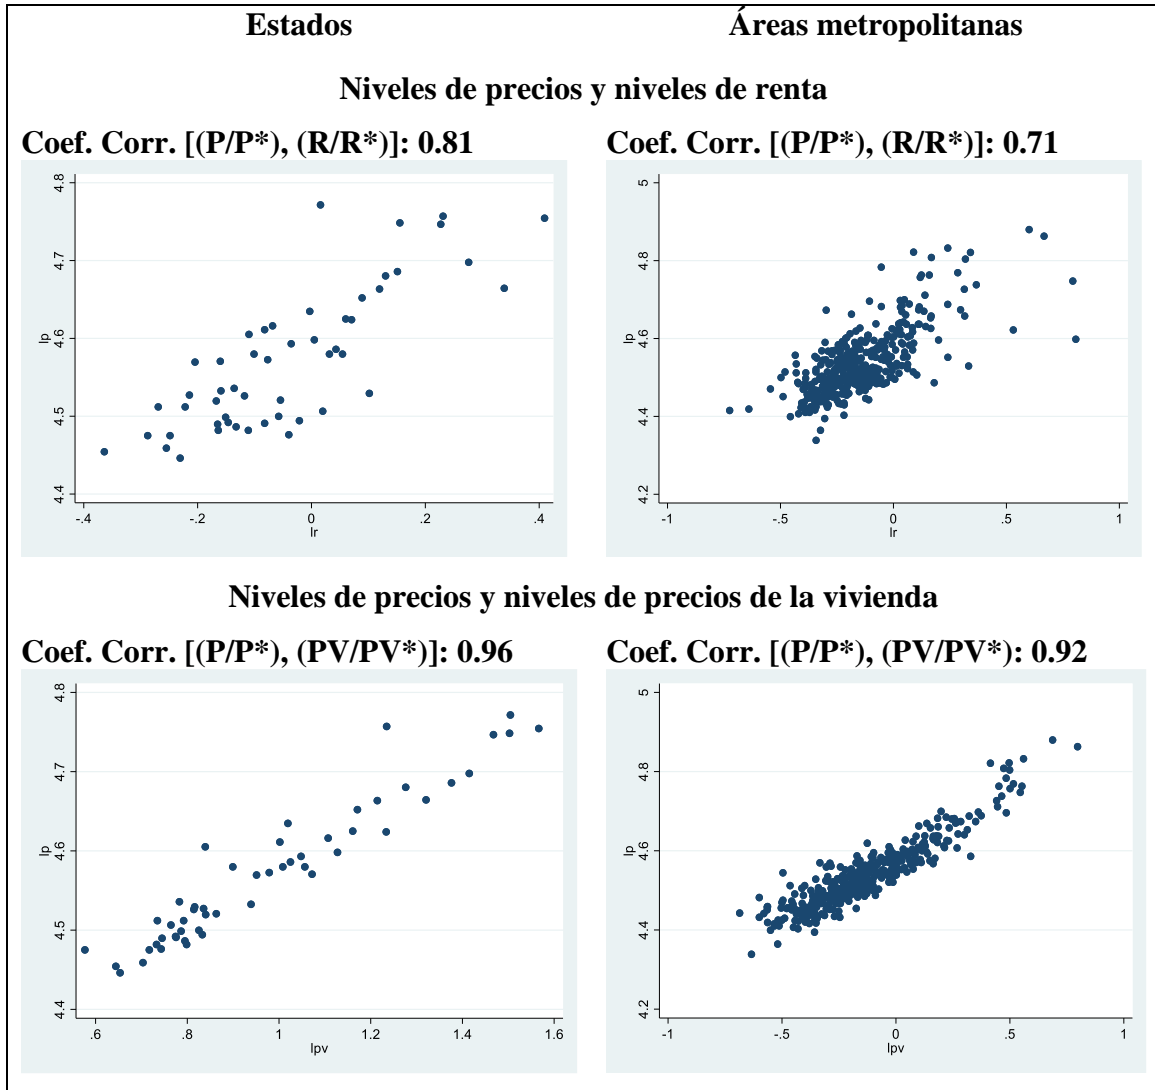 Estados Áreas metropolitanas
Niveles de precios y niveles de renta
Coef. Corr. [(P/P*), (R/R*)]: 0.81 Coef. Corr. [(P/P*), (R/R*)]: 0.71
4.8
4.7
4.6
4.5
4.4
lp
-.4 -.2 0 .2 .4
lr
5
4.8
4.6
4.4
4.2
lp
-1 -.5 0 .5 1
lr
Niveles de precios y niveles de precios de la vivienda
Coef. Corr. [(P/P*), (PV/PV*)]: 0.96 Coef. Corr. [(P/P*), (PV/PV*): 0.92
4.8
4.7
4.6
4.5
4.4
lp
.6 .8 1 1.2 1.4 1.6
lpv
5
4.8
4.6
4.4
4.2
lp
-1 -.5 0 .5 1
lpv